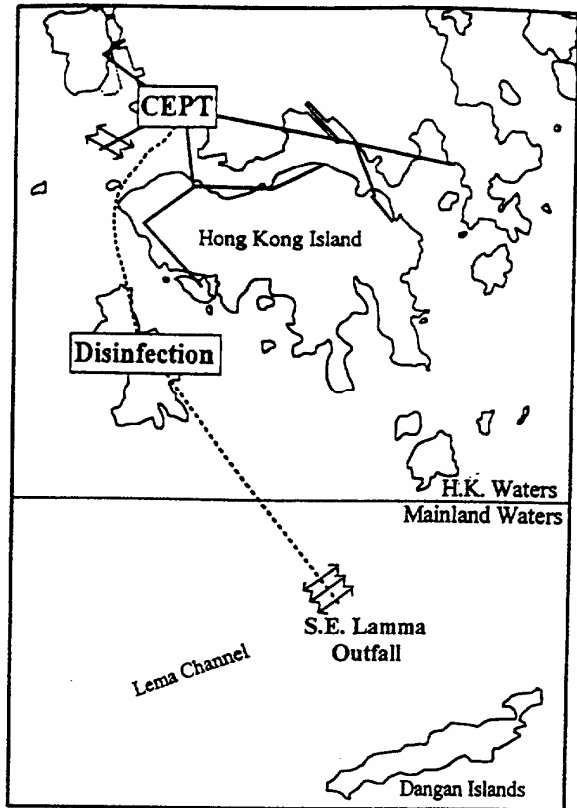 CEPT
Hong Kong Island
Disinfection
H.K. Waters
Mainland Waters
S.E. Lamma
Outfall
Lema Channel
Dangan Islands